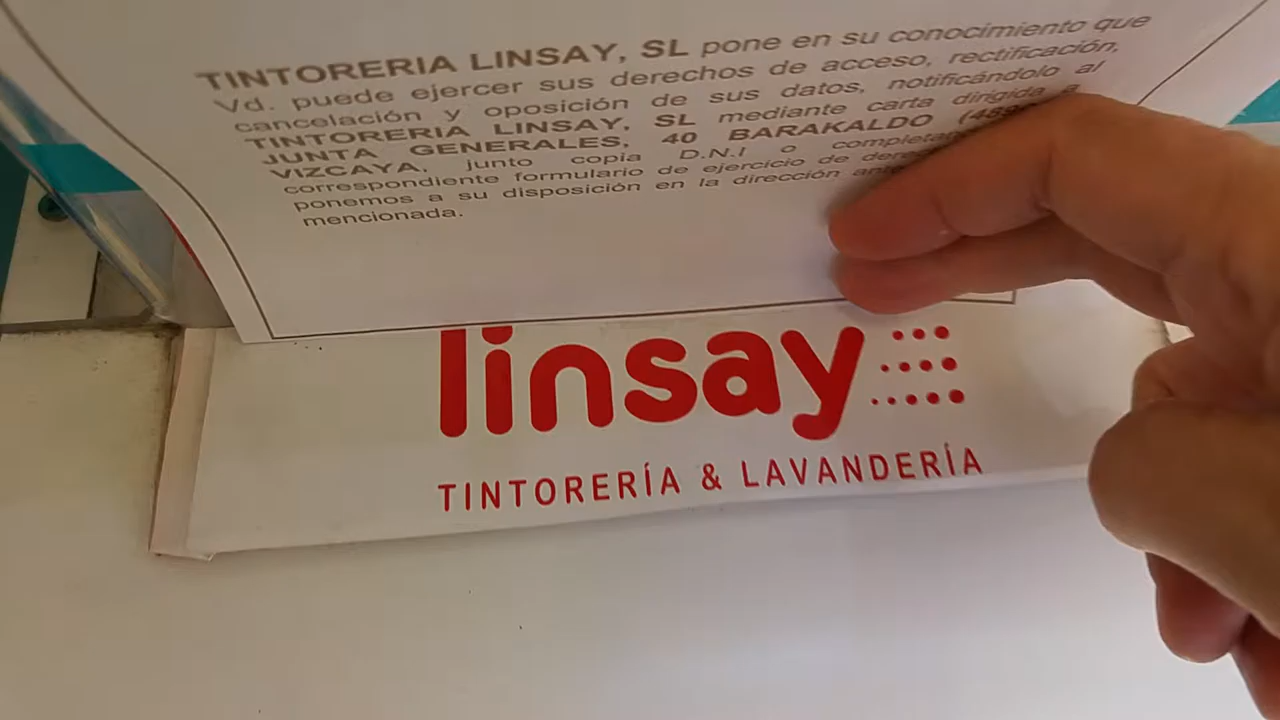 TINTORERIA LINSAY, SL pone en su conocimiento que
Vd. puede ejercer sus derechos de acceso, rectificación,
cancelación y oposición de sus datos, notificándolo al
TINTORERIA LINSAY, SL mediante carta dirigida a
JUNTA GENERALES, 40 BARAKALDO
VIZCAYA, junto copia D.N.I o
correspondiente formulario de ejercicio de
ponemos a su disposición en la dirección
mencionada.
linsay
TINTORERÍA & LAVANDERÍA